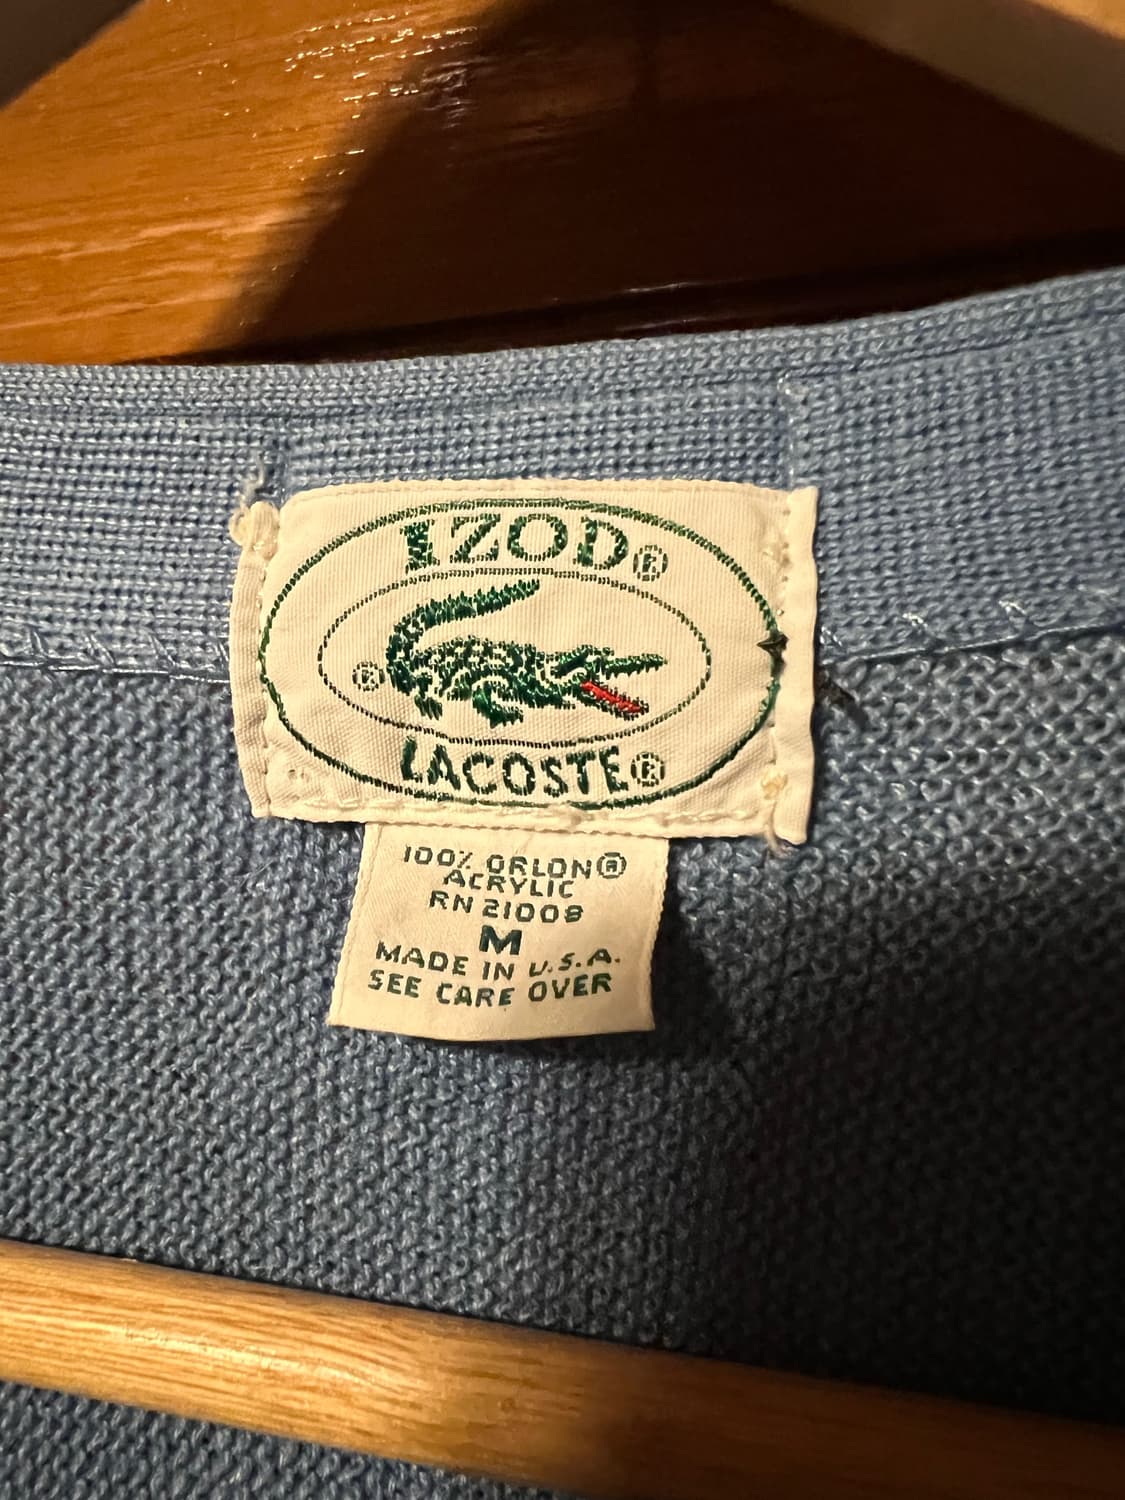 IZOD®
®
LACOSTE®
100% ORLON®
ACRYLIC
RN 21008
M
MADE IN U.S.A.
SEE CARE OVER